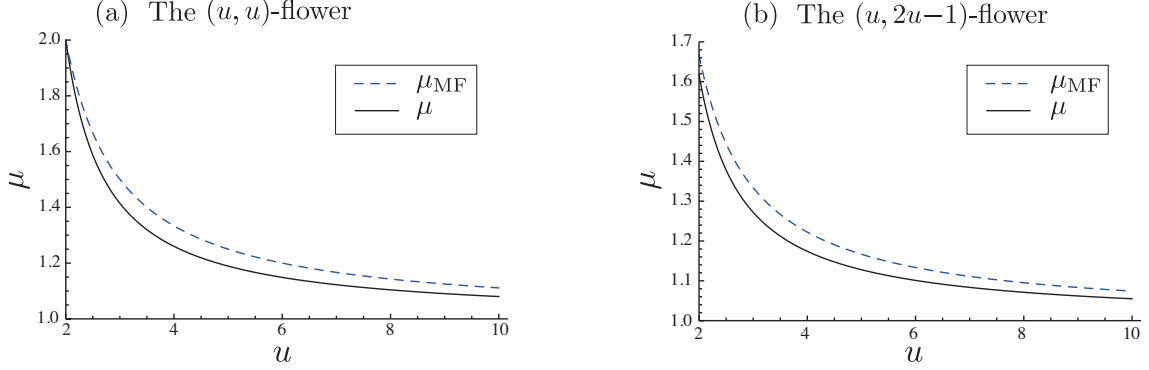 (a) The (u, u)-flower
2.0
1.8
1.6
1.4
1.2
1.0
μ
μMF
μ
2 4 6 8 10
u
(b) The (u, 2u−1)-flower
1.7
1.6
1.5
1.4
1.3
1.2
1.1
1.0
μ
μMF
μ
2 4 6 8 10
u